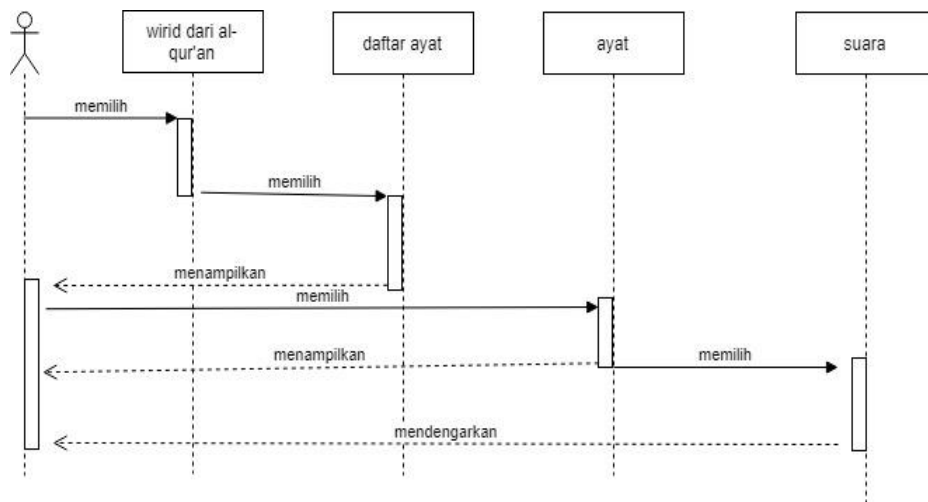 wirid dari al-
qur'an
daftar ayat
ayat
suara
memilih
memilih
menampilkan
memilih
menampilkan
memilih
mendengarkan